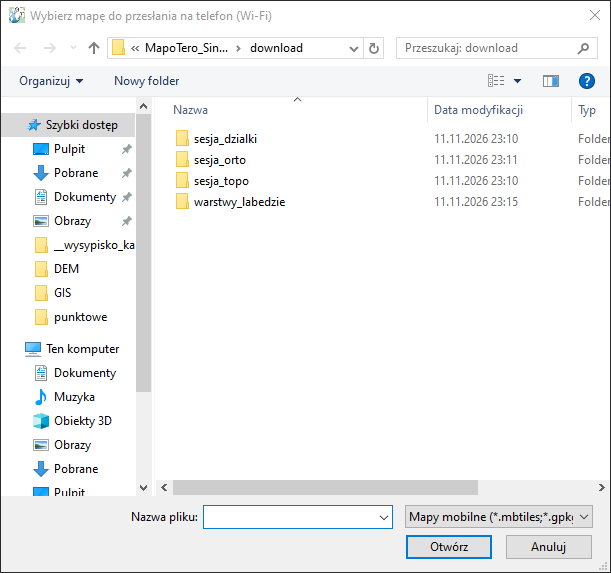 Wybierz mapę do przesłania na telefon (Wi-Fi)
« MapoTero_Sin... > download
Przeszukaj: download
Organizuj
Nowy folder
Nazwa
Data modyfikacji
Typ
Szybki dostęp
Pulpit
Pobrane
Dokumenty
Obrazy
__wysypisko_ka
DEM
GIS
punktowe
Ten komputer
Dokumenty
Muzyka
Obiekty 3D
Obrazy
Pobrane
Pulpit
sesja_dzialki 11.11.2026 23:10 Folder
sesja_orto 11.11.2026 23:11 Folder
sesja_topo 11.11.2026 23:10 Folder
warstwy_labedzie 11.11.2026 23:15 Folder
Nazwa pliku:
Mapy mobilne (*.mbtiles;*.gpkg
Otwórz
Anuluj